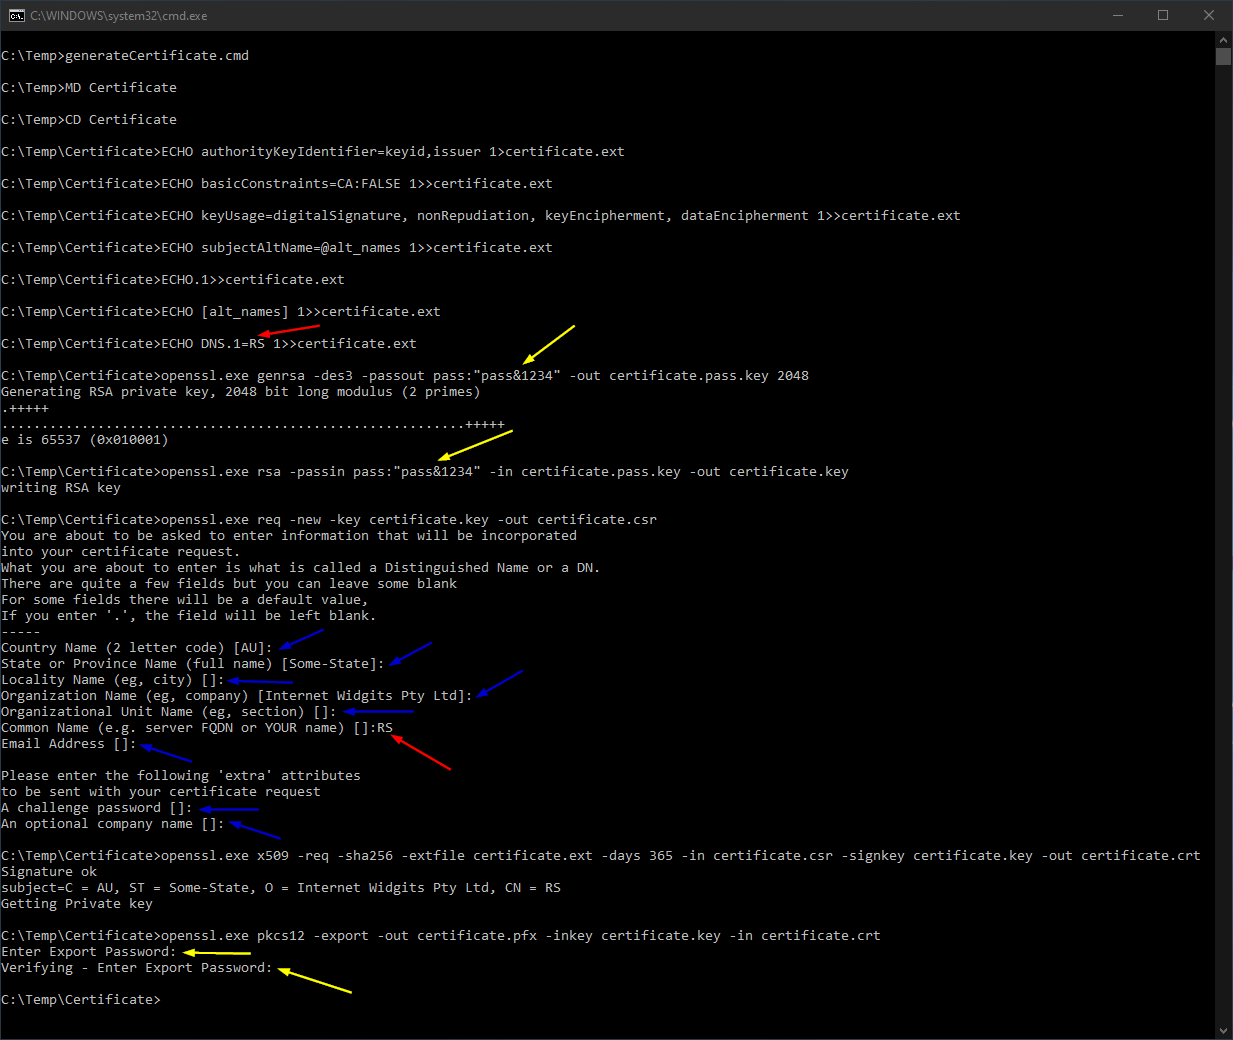 C:\WINDOWS\system32\cmd.exe
C:\Temp>generateCertificate.cmd
C:\Temp>MD Certificate
C:\Temp>CD Certificate
C:\Temp\Certificate>ECHO authorityKeyIdentifier=keyid,issuer 1>certificate.ext
C:\Temp\Certificate>ECHO basicConstraints=CA:FALSE 1>>certificate.ext
C:\Temp\Certificate>ECHO keyUsage=digitalSignature, nonRepudiation, keyEncipherment, dataEncipherment 1>>certificate.ext
C:\Temp\Certificate>ECHO subjectAltName=@alt_names 1>>certificate.ext
C:\Temp\Certificate>ECHO.1>>certificate.ext
C:\Temp\Certificate>ECHO [alt_names] 1>>certificate.ext
C:\Temp\Certificate>ECHO DNS.1=RS 1>>certificate.ext
C:\Temp\Certificate>openssl.exe genrsa -des3 -passout pass:"pass&1234" -out certificate.pass.key 2048
Generating RSA private key, 2048 bit long modulus (2 primes)
.+++++
..........................................................+++++
e is 65537 (0x010001)
C:\Temp\Certificate>openssl.exe rsa -passin pass:"pass&1234" -in certificate.pass.key -out certificate.key
writing RSA key
C:\Temp\Certificate>openssl.exe req -new -key certificate.key -out certificate.csr
You are about to be asked to enter information that will be incorporated
into your certificate request.
What you are about to enter is what is called a Distinguished Name or a DN.
There are quite a few fields but you can leave some blank
For some fields there will be a default value,
If you enter '.', the field will be left blank.
-----
Country Name (2 letter code) [AU]:
State or Province Name (full name) [Some-State]:
Locality Name (eg, city) []:
Organization Name (eg, company) [Internet Widgits Pty Ltd]:
Organizational Unit Name (eg, section) []:
Common Name (e.g. server FQDN or YOUR name) []:RS
Email Address []:
Please enter the following 'extra' attributes
to be sent with your certificate request
A challenge password []:
An optional company name []:
C:\Temp\Certificate>openssl.exe x509 -req -sha256 -extfile certificate.ext -days 365 -in certificate.csr -signkey certificate.key -out certificate.crt
Signature ok
subject=C = AU, ST = Some-State, O = Internet Widgits Pty Ltd, CN = RS
Getting Private key
C:\Temp\Certificate>openssl.exe pkcs12 -export -out certificate.pfx -inkey certificate.key -in certificate.crt
Enter Export Password:
Verifying - Enter Export Password:
C:\Temp\Certificate>